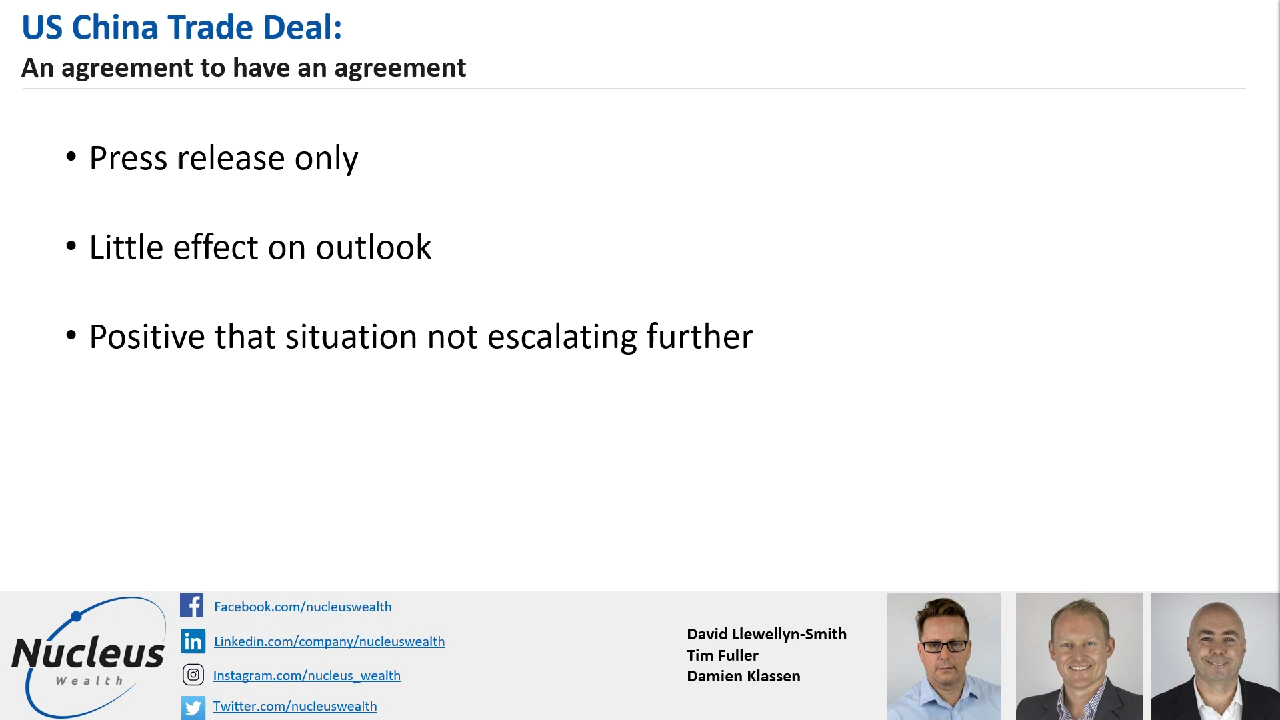 US China Trade Deal:
An agreement to have an agreement
• Press release only
• Little effect on outlook
• Positive that situation not escalating further
Nucleus
Wealth
Facebook.com/nucleuswealth
Linkedin.com/company/nucleuswealth
Instagram.com/nucleus_wealth
Twitter.com/nucleuswealth
David Llewellyn-Smith
Tim Fuller
Damien Klassen